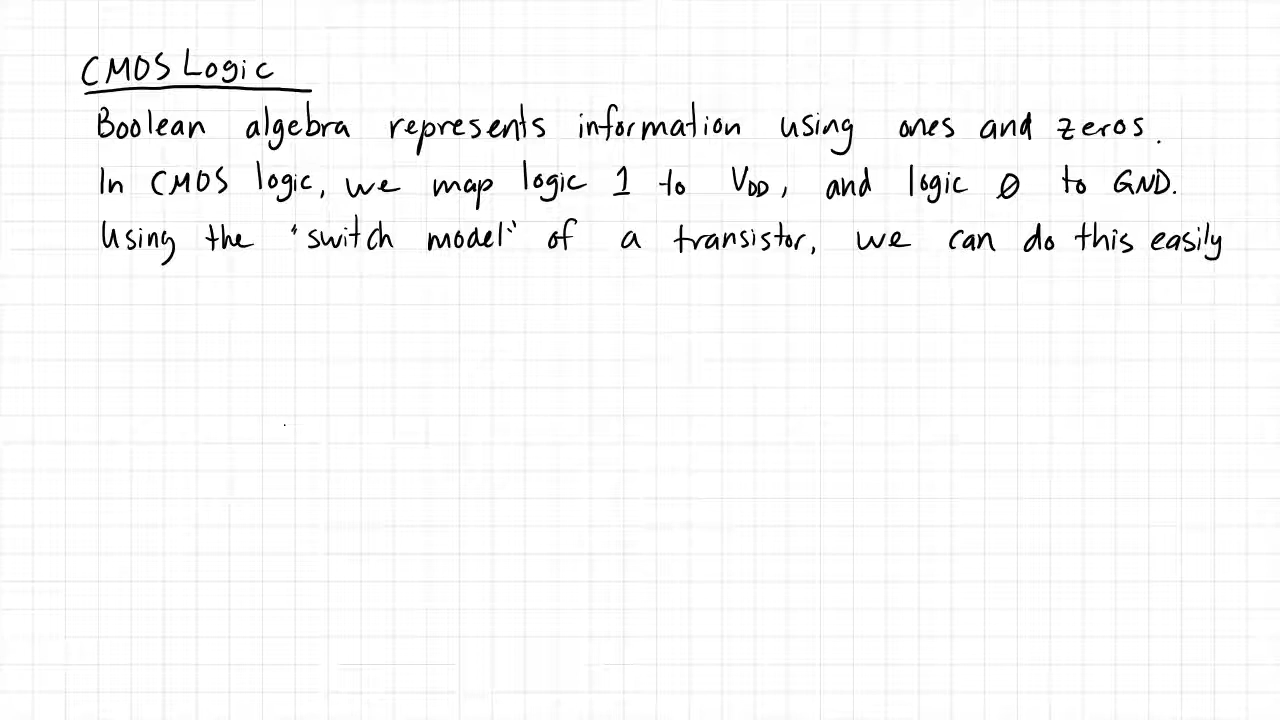 CMOS Logic
Boolean algebra represents information using ones and zeros.
In CMOS logic, we map logic 1 to VDD, and logic 0 to GND.
Using the "switch model" of a transistor, we can do this easily